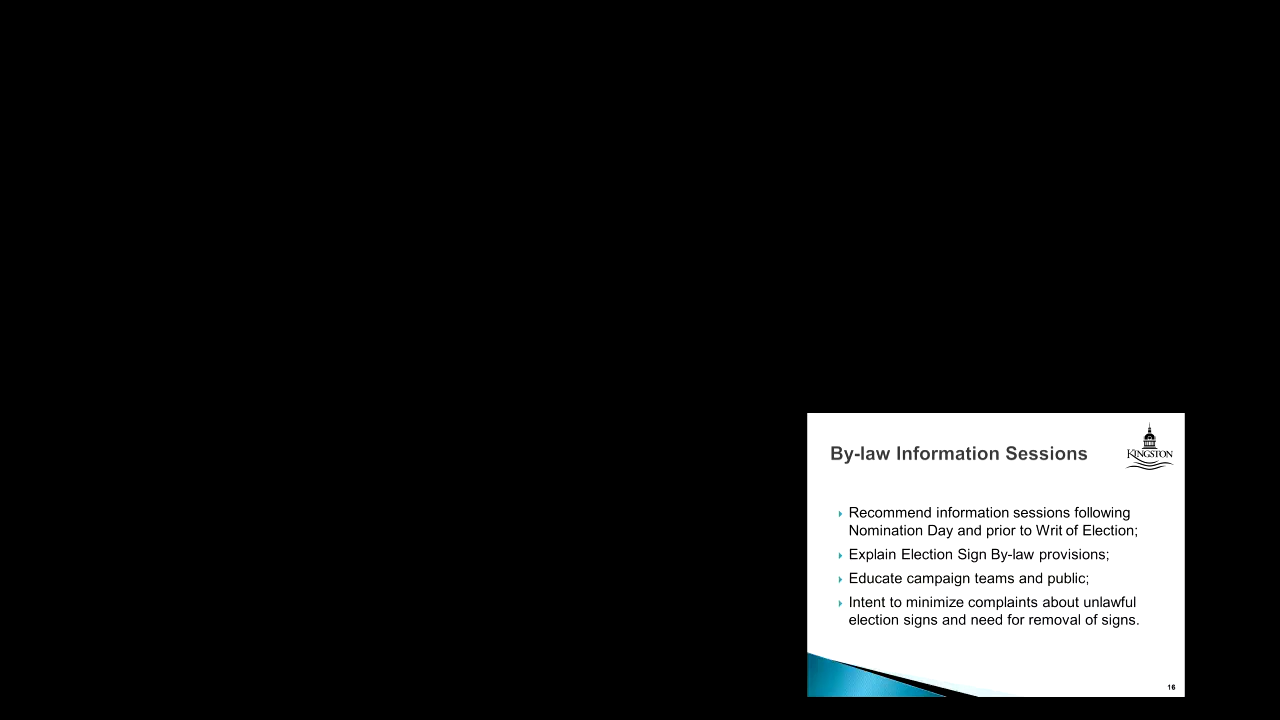 By-law Information Sessions
KINGSTON
Recommend information sessions following
Nomination Day and prior to Writ of Election;
Explain Election Sign By-law provisions;
Educate campaign teams and public;
Intent to minimize complaints about unlawful
election signs and need for removal of signs.
16